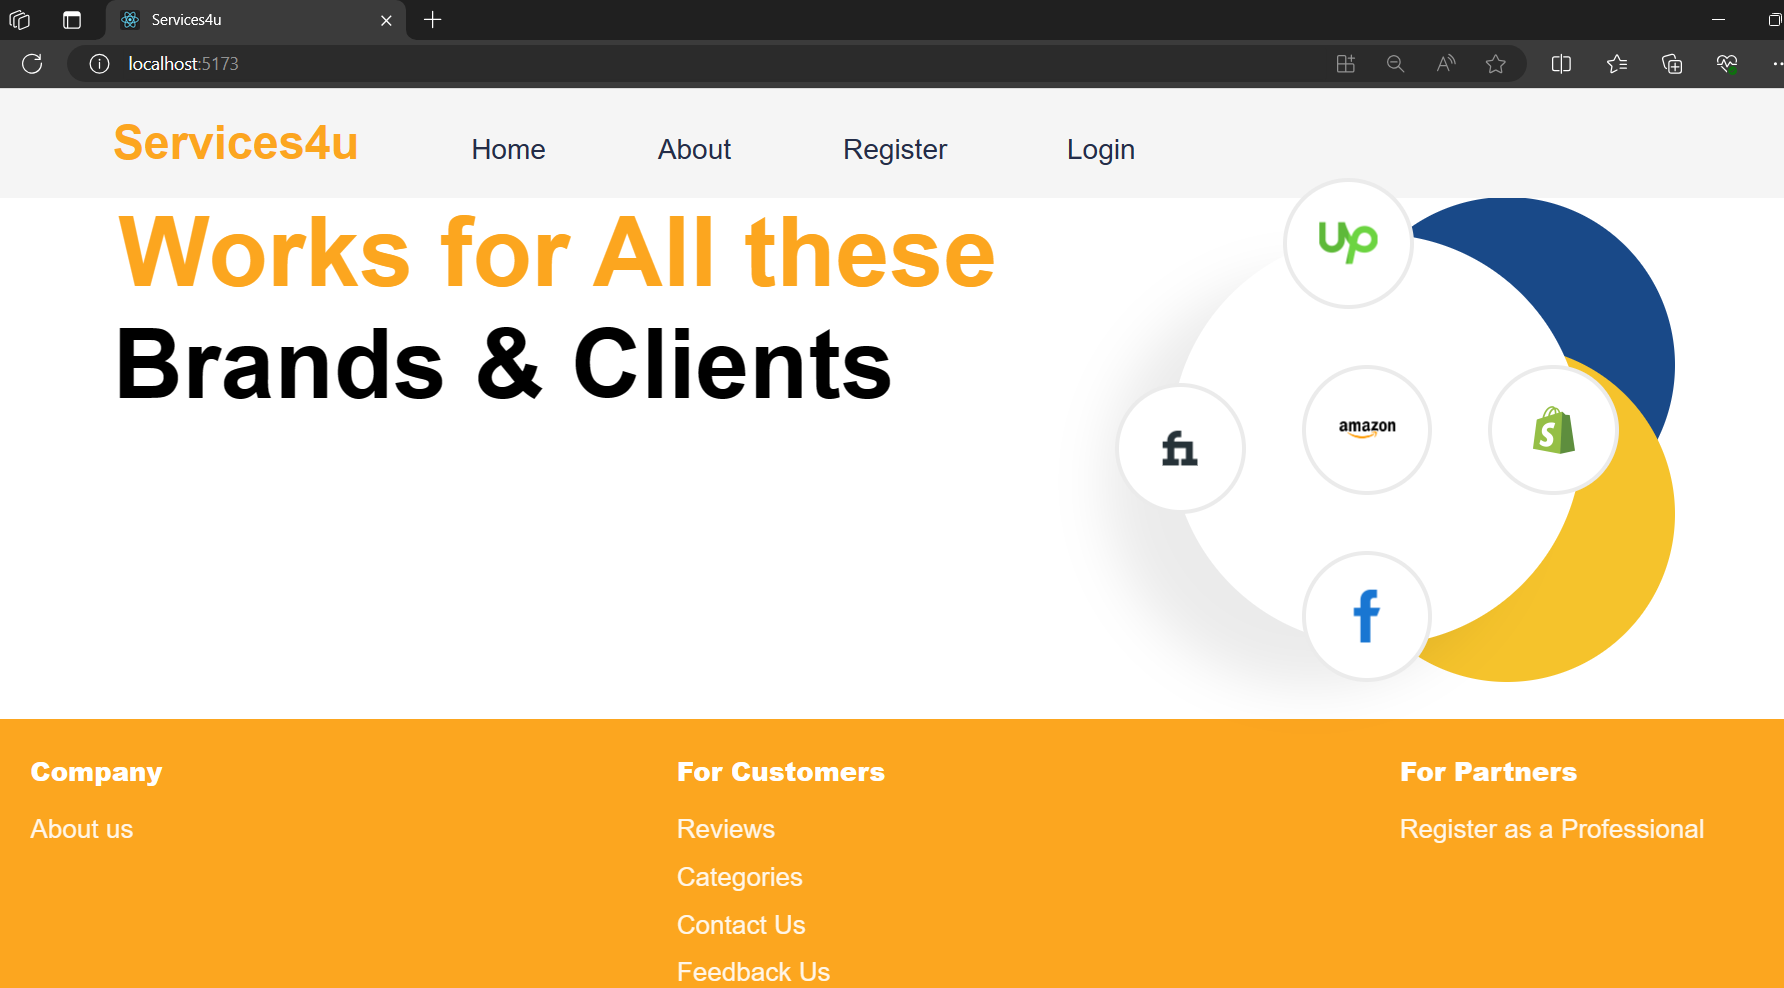 Services4u
localhost:5173
Services4u Home About Register Login
Works for All these
Brands & Clients
up
fi
amazon
S
f
Company
About us
For Customers
Reviews
Categories
Contact Us
Feedback Us
For Partners
Register as a Professional